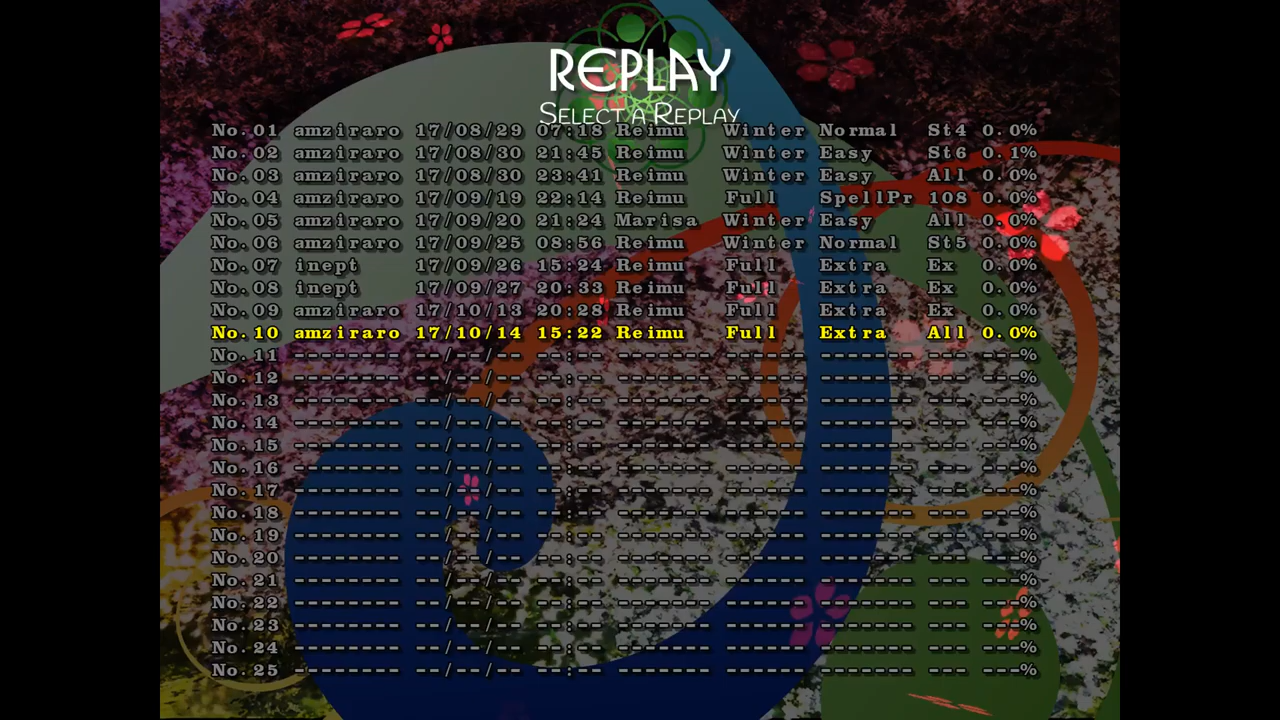 REPLAY
SELECT A REPLAY
No.01 amziraro 17/08/29 07:18 Reimu Winter Normal St4 0.0%
No.02 amziraro 17/08/30 21:45 Reimu Winter Easy St6 0.1%
No.03 amziraro 17/08/30 23:41 Reimu Winter Easy All 0.0%
No.04 amziraro 17/09/19 22:14 Reimu Full SpellPr 108 0.0%
No.05 amziraro 17/09/20 21:24 Marisa Winter Easy All 0.0%
No.06 amziraro 17/09/25 08:56 Reimu Winter Normal St5 0.0%
No.07 inept 17/09/26 15:24 Reimu Full Extra Ex 0.0%
No.08 inept 17/09/27 20:33 Reimu Full Extra Ex 0.0%
No.09 amziraro 17/10/13 20:28 Reimu Full Extra Ex 0.0%
No.10 amziraro 17/10/14 15:22 Reimu Full Extra All 0.0%
No.11 -------- --/--/-- --:-- ------- ------ ------- --- ---%
No.12 -------- --/--/-- --:-- ------- ------ ------- --- ---%
No.13 -------- --/--/-- --:-- ------- ------ ------- --- ---%
No.14 -------- --/--/-- --:-- ------- ------ ------- --- ---%
No.15 -------- --/--/-- --:-- ------- ------ ------- --- ---%
No.16 -------- --/--/-- --:-- ------- ------ ------- --- ---%
No.17 -------- --/--/-- --:-- ------- ------ ------- --- ---%
No.18 -------- --/--/-- --:-- ------- ------ ------- --- ---%
No.19 -------- --/--/-- --:-- ------- ------ ------- --- ---%
No.20 -------- --/--/-- --:-- ------- ------ ------- --- ---%
No.21 -------- --/--/-- --:-- ------- ------ ------- --- ---%
No.22 -------- --/--/-- --:-- ------- ------ ------- --- ---%
No.23 -------- --/--/-- --:-- ------- ------ ------- --- ---%
No.24 -------- --/--/-- --:-- ------- ------ ------- --- ---%
No.25 -------- --/--/-- --:-- ------- ------ ------- --- ---%